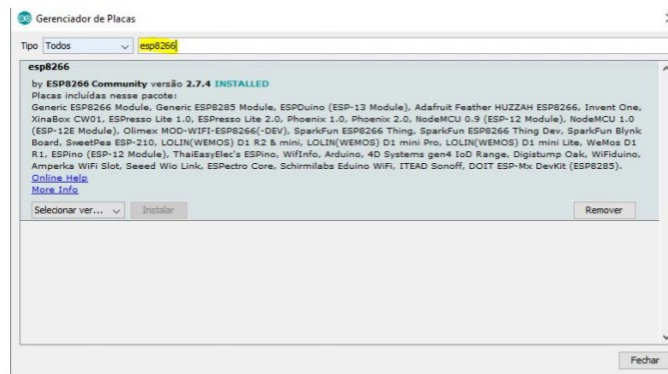 Gerenciador de Placas
Tipo Todos esp8266
esp8266
by ESP8266 Community versão 2.7.4 INSTALLED
Placas incluídas nesse pacote:
Generic ESP8266 Module, Generic ESP8285 Module, ESPDuino (ESP-13 Module), Adafruit Feather HUZZAH ESP8266, Invent One,
XinaBox CW01, ESPresso Lite 1.0, ESPresso Lite 2.0, Phoenix 1.0, Phoenix 2.0, NodeMCU 0.9 (ESP-12 Module), NodeMCU 1.0
(ESP-12E Module), Olimex MOD-WIFI-ESP8266(-DEV), SparkFun ESP8266 Thing, SparkFun ESP8266 Thing Dev, SparkFun Blynk
Board, SweetPea ESP-210, LOLIN(WEMOS) D1 R2 & mini, LOLIN(WEMOS) D1 mini Pro, LOLIN(WEMOS) D1 mini Lite, WeMos D1
R1, ESPino (ESP-12 Module), ThaiEasyElec's ESPino, WifInfo, Arduino, 4D Systems gen4 IoD Range, Digistump Oak, WiFiduino,
Amperka WiFi Slot, Seeed Wio Link, ESPectro Core, Schirmilabs Eduino WiFi, ITEAD Sonoff, DOIT ESP-Mx DevKit (ESP8285).
Online Help
More Info
Selecionar ver... Instalar Remover
Fechar